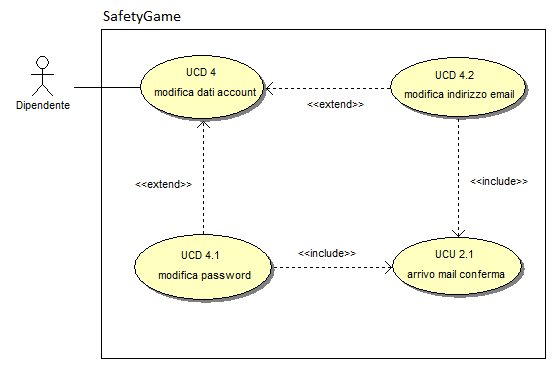 SafetyGame
Dipendente
UCD 4
modifica dati account
<<extend>>
UCD 4.2
modifica indirizzo email
<<extend>>
<<include>>
UCD 4.1
modifica password
<<include>>
UCU 2.1
arrivo mail conferma